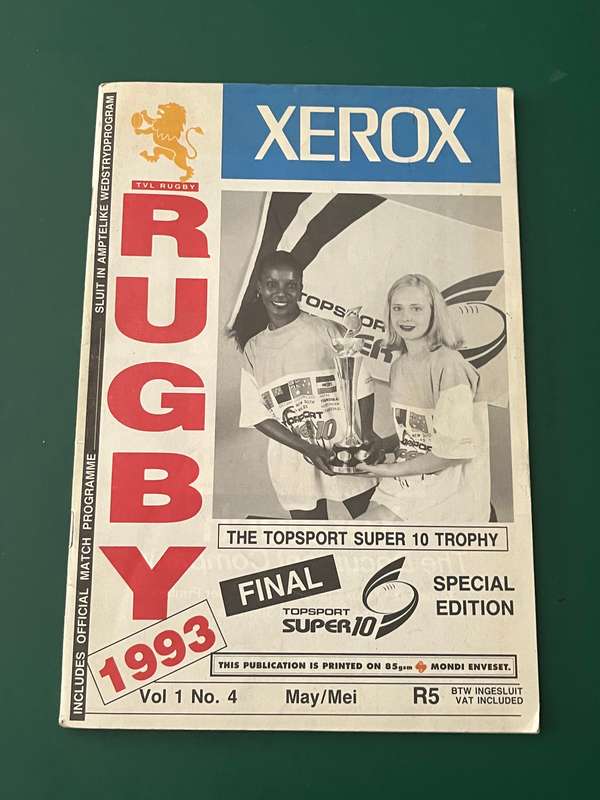 XEROX
TVL RUGBY
RUGBY
1993
SLUIT IN AMPTELIKE WEDSTRYDPROGRAM
INCLUDES OFFICIAL MATCH PROGRAMME
TOPSPORT
TOPSPORT
THE TOPSPORT SUPER 10 TROPHY
FINAL
TOPSPORT
SUPER10
SPECIAL
EDITION
THIS PUBLICATION IS PRINTED ON 85gsm MONDI ENVESET.
Vol 1 No. 4 May/Mei R5 BTW INGESLUIT
VAT INCLUDED